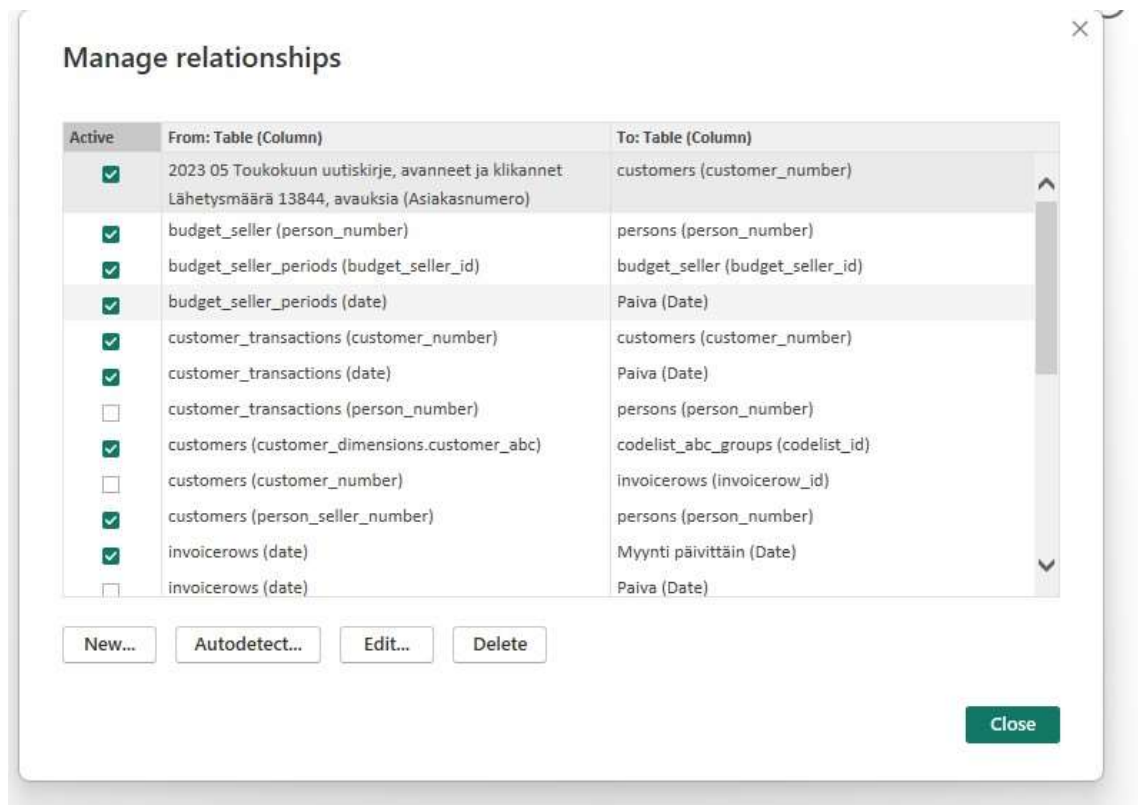 Manage relationships
Active From: Table (Column) To: Table (Column)
2023 05 Toukokuun uutiskirje, avanneet ja klikannet customers (customer_number)
Lähetysmäärä 13844, avauksia (Asiakasnumero)
budget_seller (person_number) persons (person_number)
budget_seller_periods (budget_seller_id) budget_seller (budget_seller_id)
budget_seller_periods (date) Paiva (Date)
customer_transactions (customer_number) customers (customer_number)
customer_transactions (date) Paiva (Date)
customer_transactions (person_number) persons (person_number)
customers (customer_dimensions.customer_abc) codelist_abc_groups (codelist_id)
customers (customer_number) invoicerows (invoicerow_id)
customers (person_seller_number) persons (person_number)
invoicerows (date) Myynti päivittäin (Date)
invoicerows (date) Paiva (Date)
New... Autodetect... Edit... Delete
Close